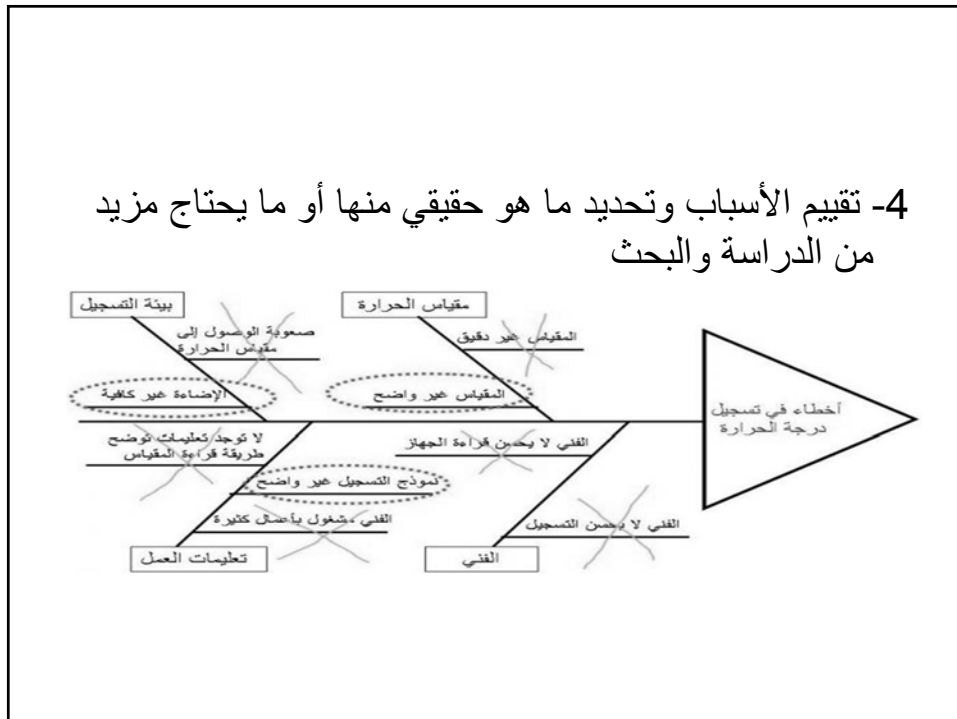 4- تقييم الأسباب وتحديد ما هو حقيقي منها أو ما يحتاج مزيد
من الدراسة والبحث
مقياس الحرارة
بيئة التسجيل
المقياس غير دقيق
صعوبة الوصول إلى
مقياس الحرارة
المقياس غير واضح
الإضاءة غير كافية
أخطاء في تسجيل
درجة الحرارة
الفني لا يحسن قراءة الجهاز
لا توجد تعليمات توضح
طريقة قراءة المقياس
نموذج التسجيل غير واضح
الفني لا يحسن التسجيل
الفني مشغول بأعمال كثيرة
الفني
تعليمات العمل